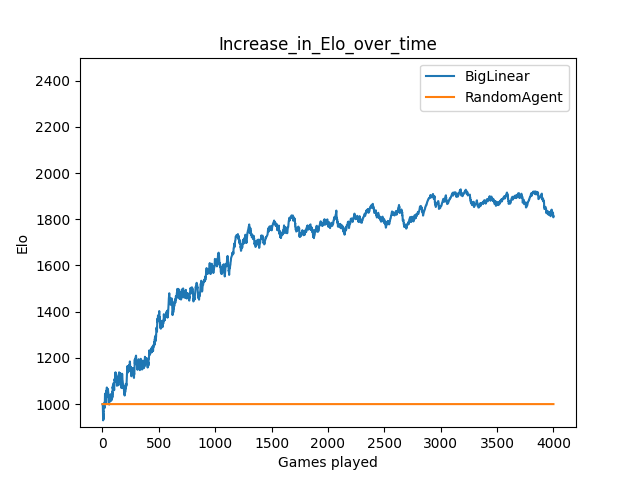 Increase_in_Elo_over_time
BigLinear
RandomAgent
2400
2200
2000
1800
1600
1400
1200
1000
Elo
0 500 1000 1500 2000 2500 3000 3500 4000
Games played